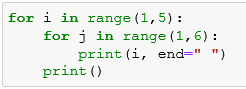 for i in range(1,5):
    for j in range(1,6):
        print(i, end=" ")
    print()